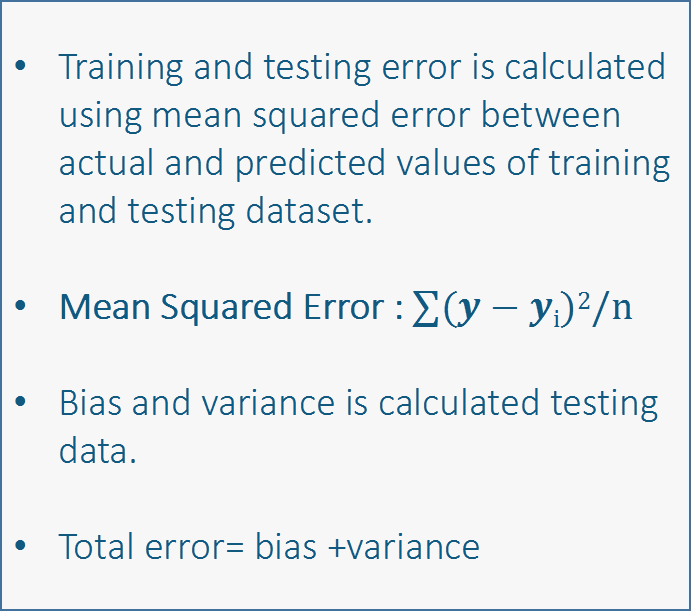 • Training and testing error is calculated
using mean squared error between
actual and predicted values of training
and testing dataset.
• Mean Squared Error : ∑(y − yᵢ)²/n
• Bias and variance is calculated testing
data.
• Total error= bias +variance